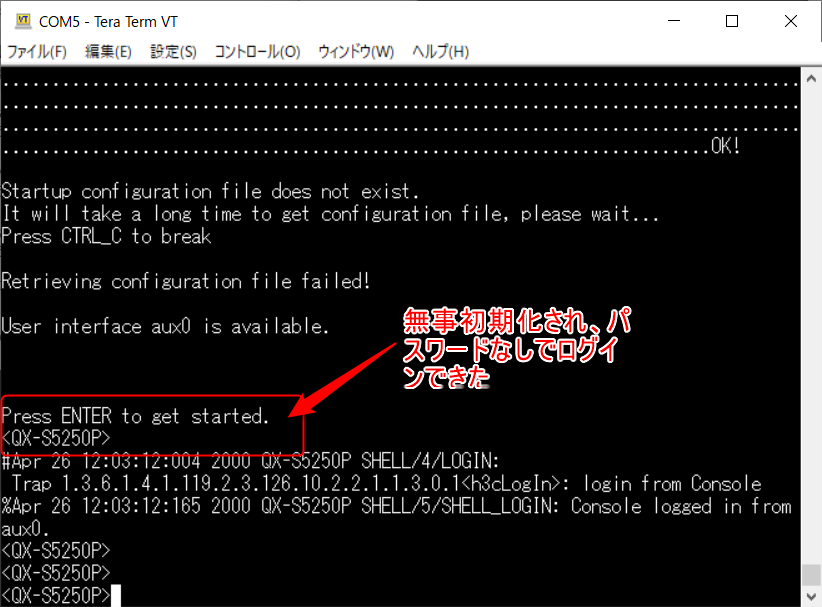 COM5 - Tera Term VT
ファイル(F) 編集(E) 設定(S) コントロール(O) ウィンドウ(W) ヘルプ(H)
................................................................................
................................................................................
................................................................................
.......................................................................OK!
Startup configuration file does not exist.
It will take a long time to get configuration file, please wait...
Press CTRL_C to break
Retrieving configuration file failed!
User interface aux0 is available.
無事初期化され、パ
スワードなしでログイ
ンできた
Press ENTER to get started.
<QX-S5250P>
#Apr 26 12:03:12:004 2000 QX-S5250P SHELL/4/LOGIN:
 Trap 1.3.6.1.4.1.119.2.3.126.10.2.2.1.1.3.0.1<h3cLogIn>: login from Console
%Apr 26 12:03:12:165 2000 QX-S5250P SHELL/5/SHELL_LOGIN: Console logged in from
aux0.
<QX-S5250P>
<QX-S5250P>
<QX-S5250P>